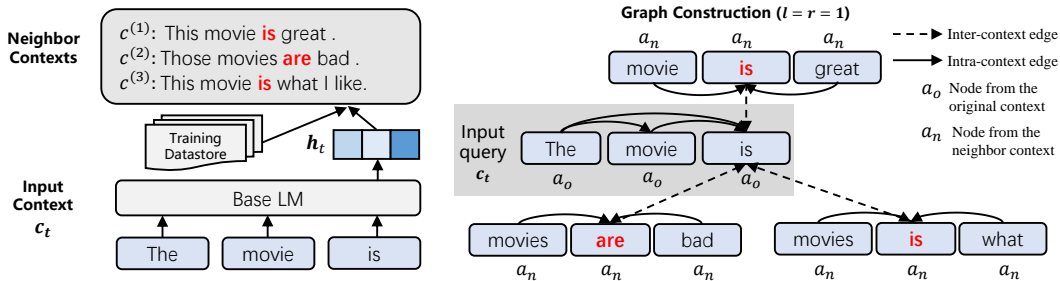 Neighbor
Contexts
c^(1): This movie is great .
c^(2): Those movies are bad .
c^(3): This movie is what I like.
Training
Datastore
h_t
Input
Context
c_t
Base LM
The movie is
Graph Construction (l = r = 1)
a_n a_n a_n
movie is great
Input
query
c_t
The movie is
a_o a_o a_o
movies are bad
a_n a_n a_n
movies is what
a_n a_n a_n
Inter-context edge
Intra-context edge
a_o Node from the
original context
a_n Node from the
neighbor context